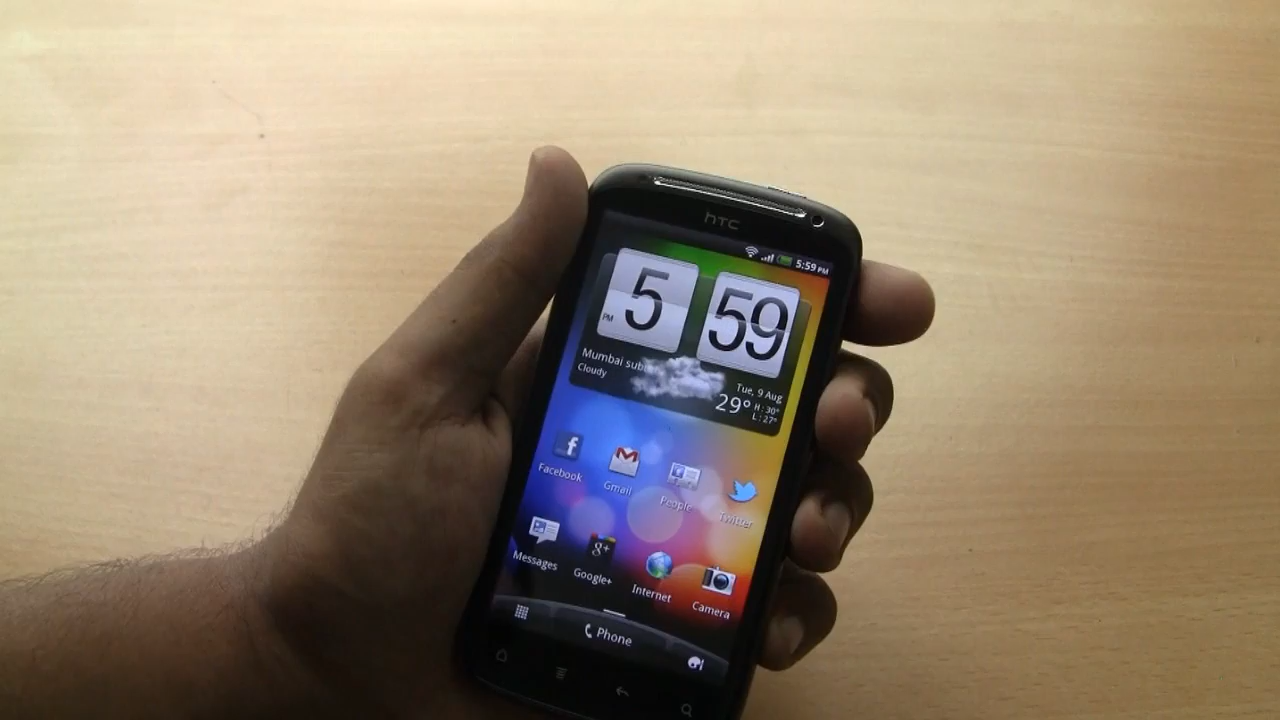 hTC
5:59 PM
5 59
PM
Mumbai sub
Cloudy
Tue, 9 Aug
29° H: 30°
L: 27°
Facebook Gmail People Twitter
Messages Google+ Internet Camera
Phone